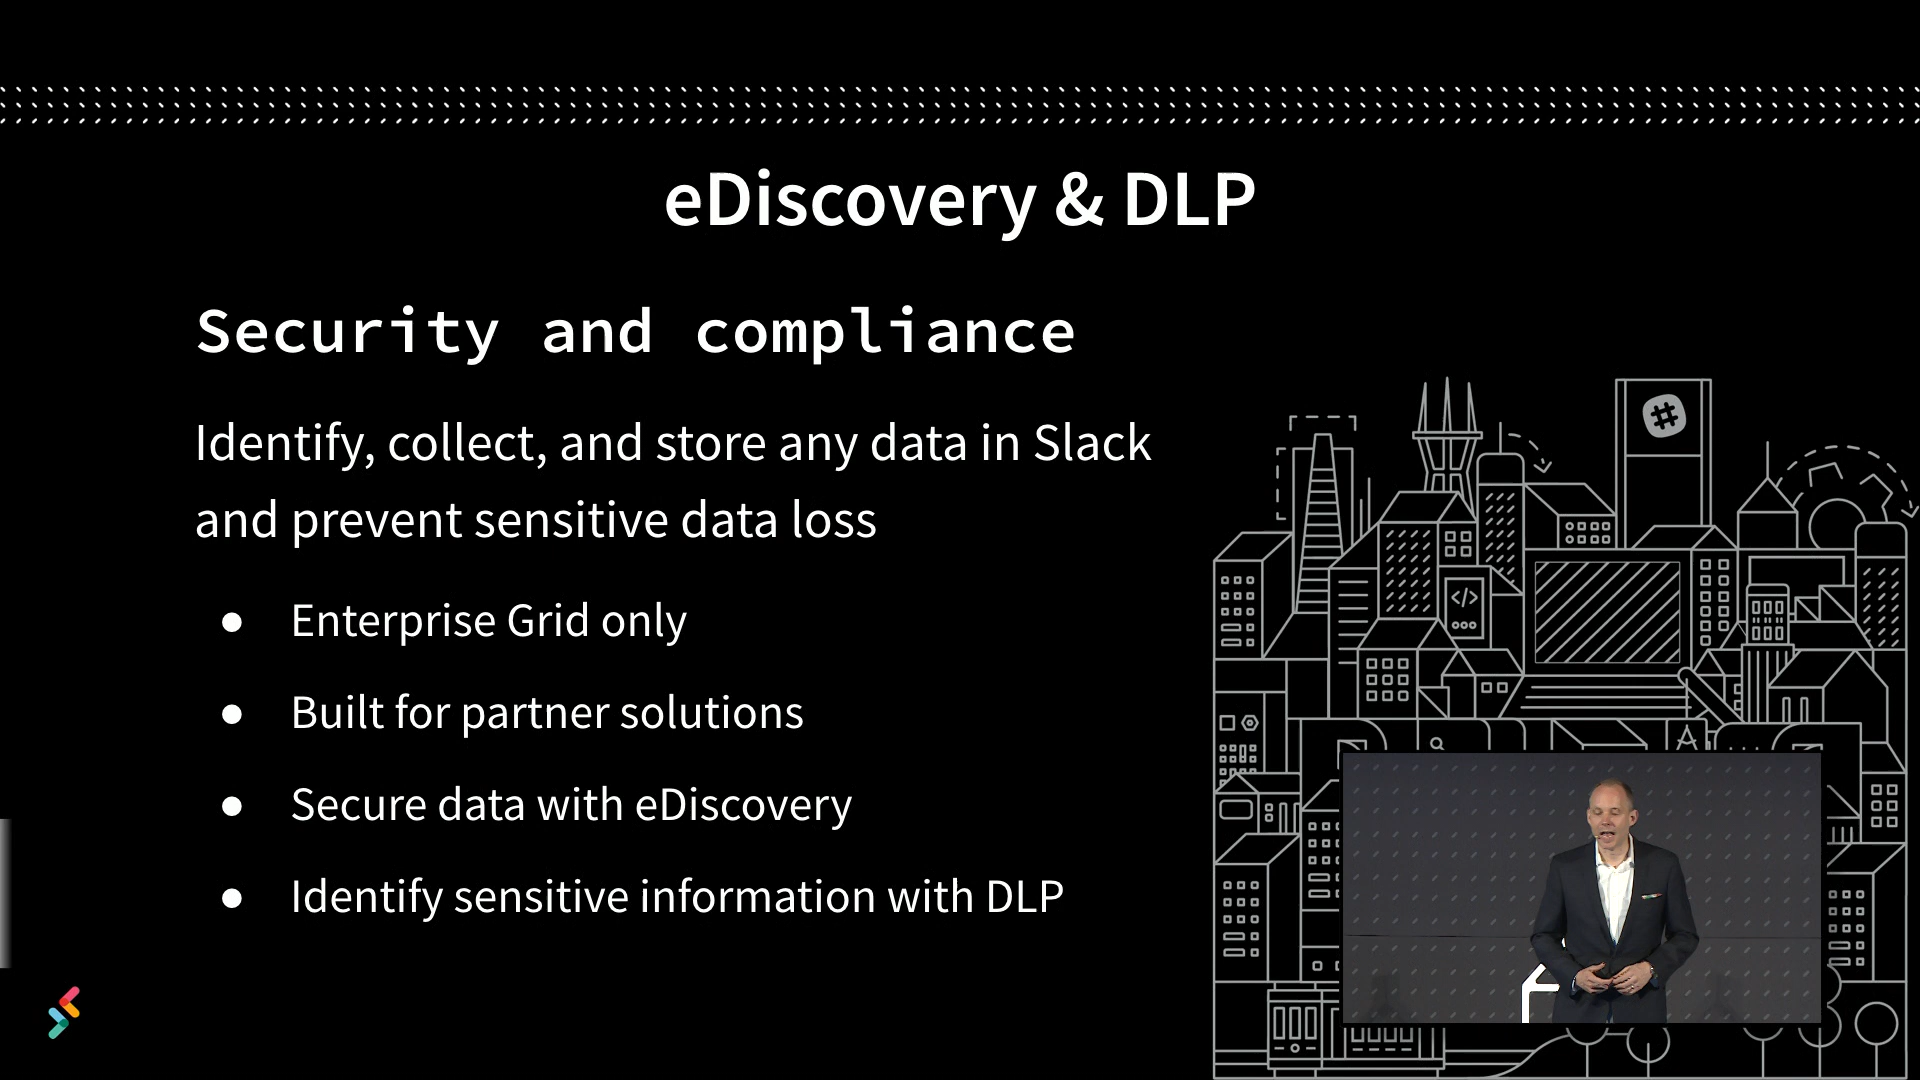 eDiscovery & DLP
Security and compliance
Identify, collect, and store any data in Slack
and prevent sensitive data loss
● Enterprise Grid only
● Built for partner solutions
● Secure data with eDiscovery
● Identify sensitive information with DLP
#
</>